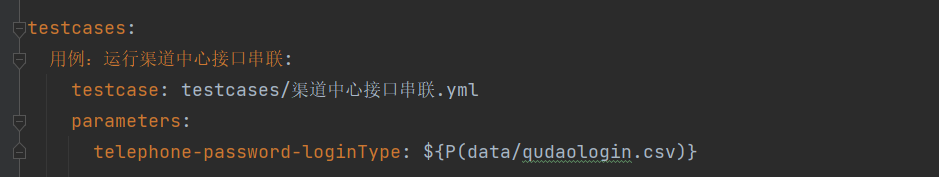 testcases:
用例：运行渠道中心接口串联:
testcase: testcases/渠道中心接口串联.yml
parameters:
telephone-password-loginType: ${P(data/qudaologin.csv)}